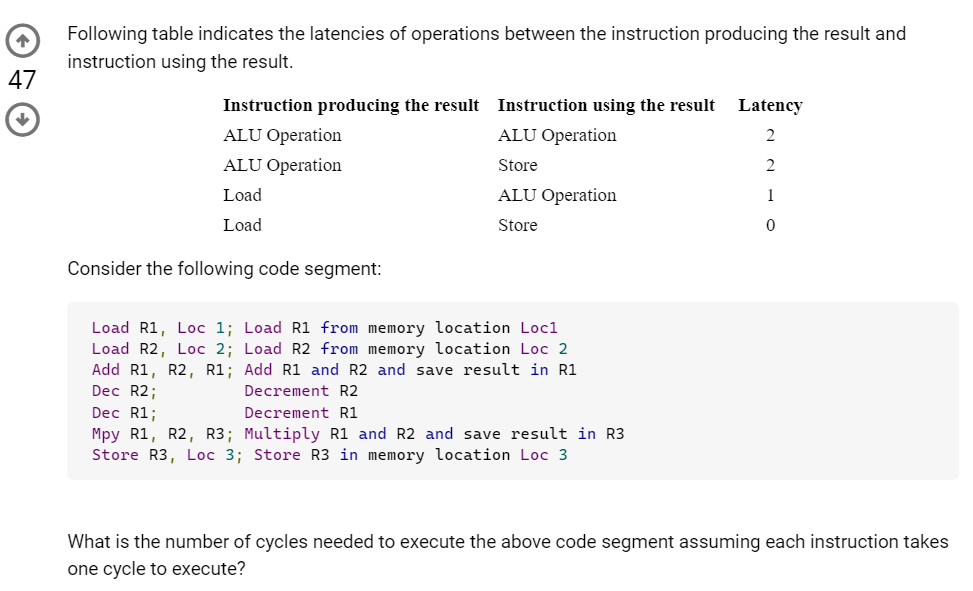 Following table indicates the latencies of operations between the instruction producing the result and
47
instruction using the result.
Instruction producing the result Instruction using the result Latency
ALU Operation ALU Operation 2
ALU Operation Store 2
Load ALU Operation 1
Load Store 0
Consider the following code segment:
Load R1, Loc 1; Load R1 from memory location Loc1
Load R2, Loc 2; Load R2 from memory location Loc 2
Add R1, R2, R1; Add R1 and R2 and save result in R1
Dec R2; Decrement R2
Dec R1; Decrement R1
Mpy R1, R2, R3; Multiply R1 and R2 and save result in R3
Store R3, Loc 3; Store R3 in memory location Loc 3
What is the number of cycles needed to execute the above code segment assuming each instruction takes
one cycle to execute?